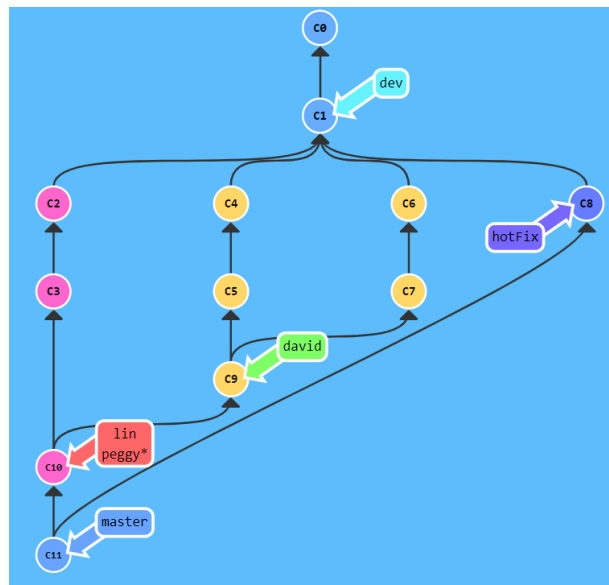 C0
dev
C1
C2
C4
C6
C8
hotFix
C3
C5
C7
david
C9
lin
peggy*
C10
master
C11